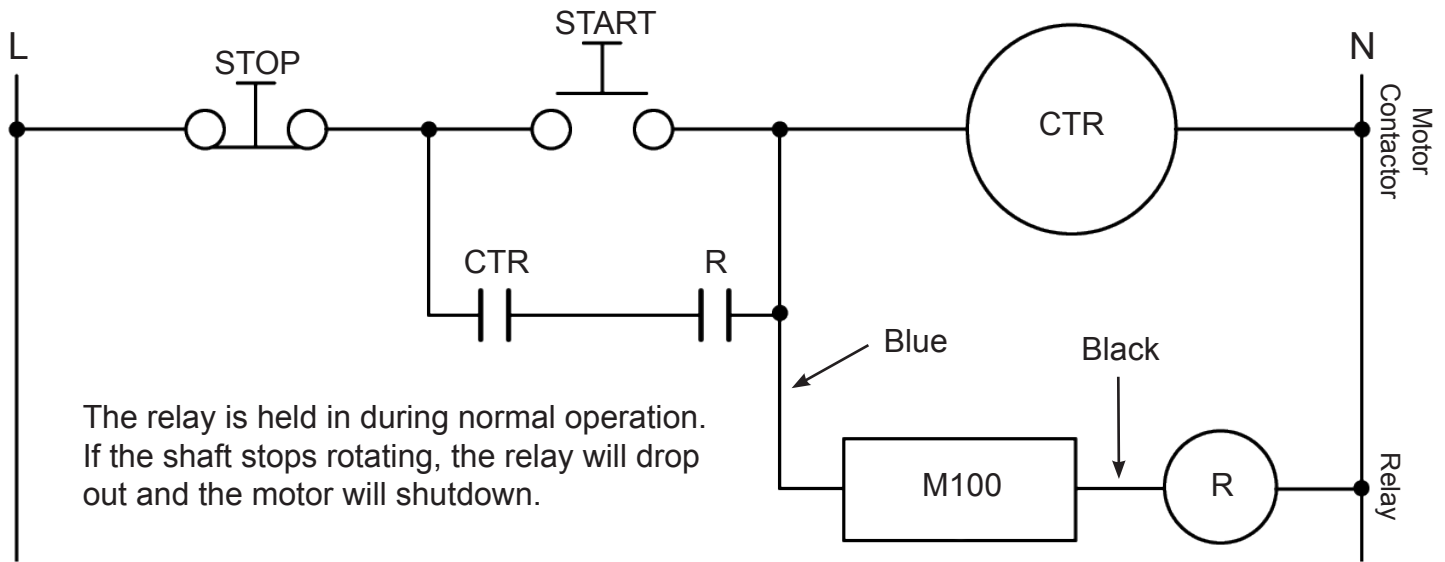 START
L
STOP
N
Motor
Contactor
CTR
CTR
R
Blue
Black
The relay is held in during normal operation.
If the shaft stops rotating, the relay will drop
out and the motor will shutdown.
M100
R
Relay